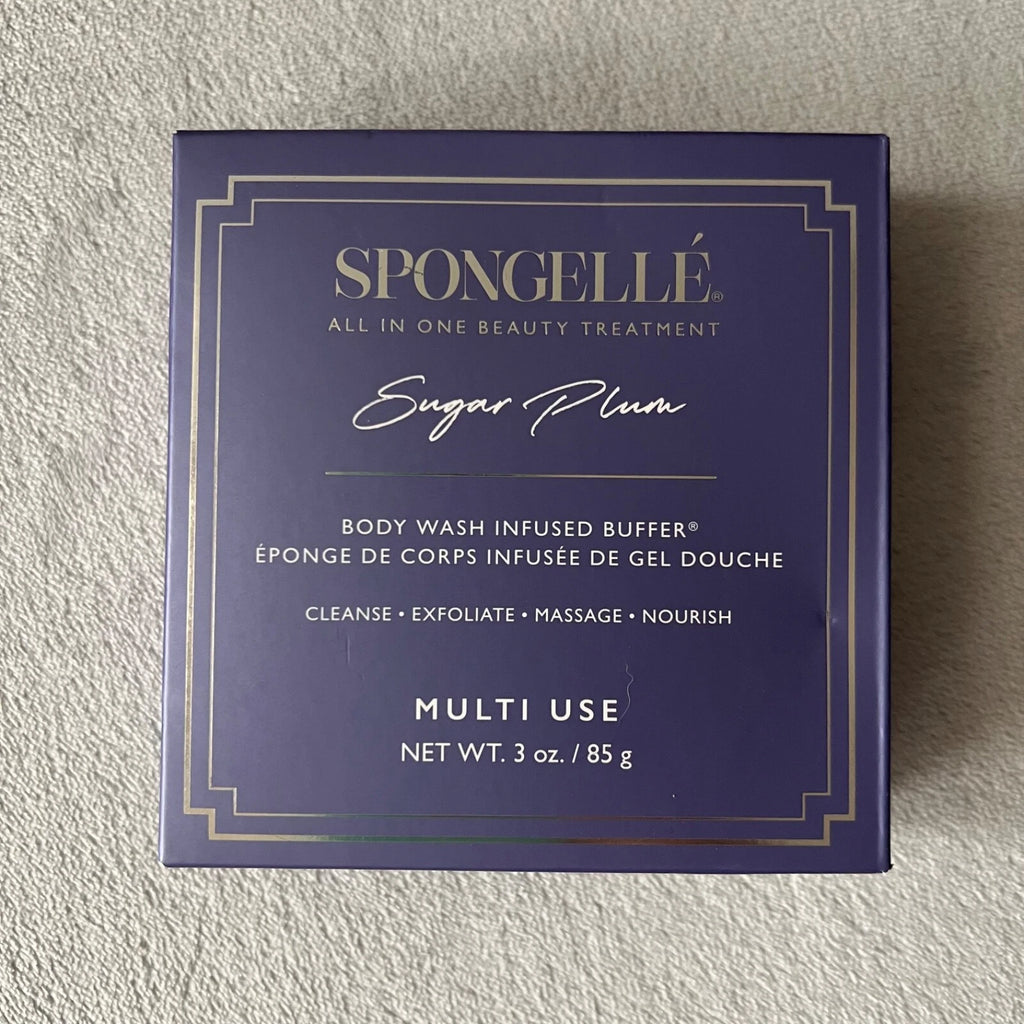 SPONGELLÉ®
ALL IN ONE BEAUTY TREATMENT
Sugar Plum
BODY WASH INFUSED BUFFER®
ÉPONGE DE CORPS INFUSÉE DE GEL DOUCHE
CLEANSE • EXFOLIATE • MASSAGE • NOURISH
MULTI USE
NET WT. 3 oz. / 85 g